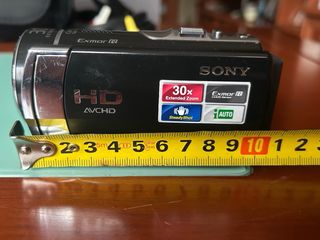 Exmor R
SONY
30x
Extended Zoom
Exmor R
HD
AVCHD
SteadyShot
iAUTO
2 3 4 5 6 7 8 9 10 1 2 3